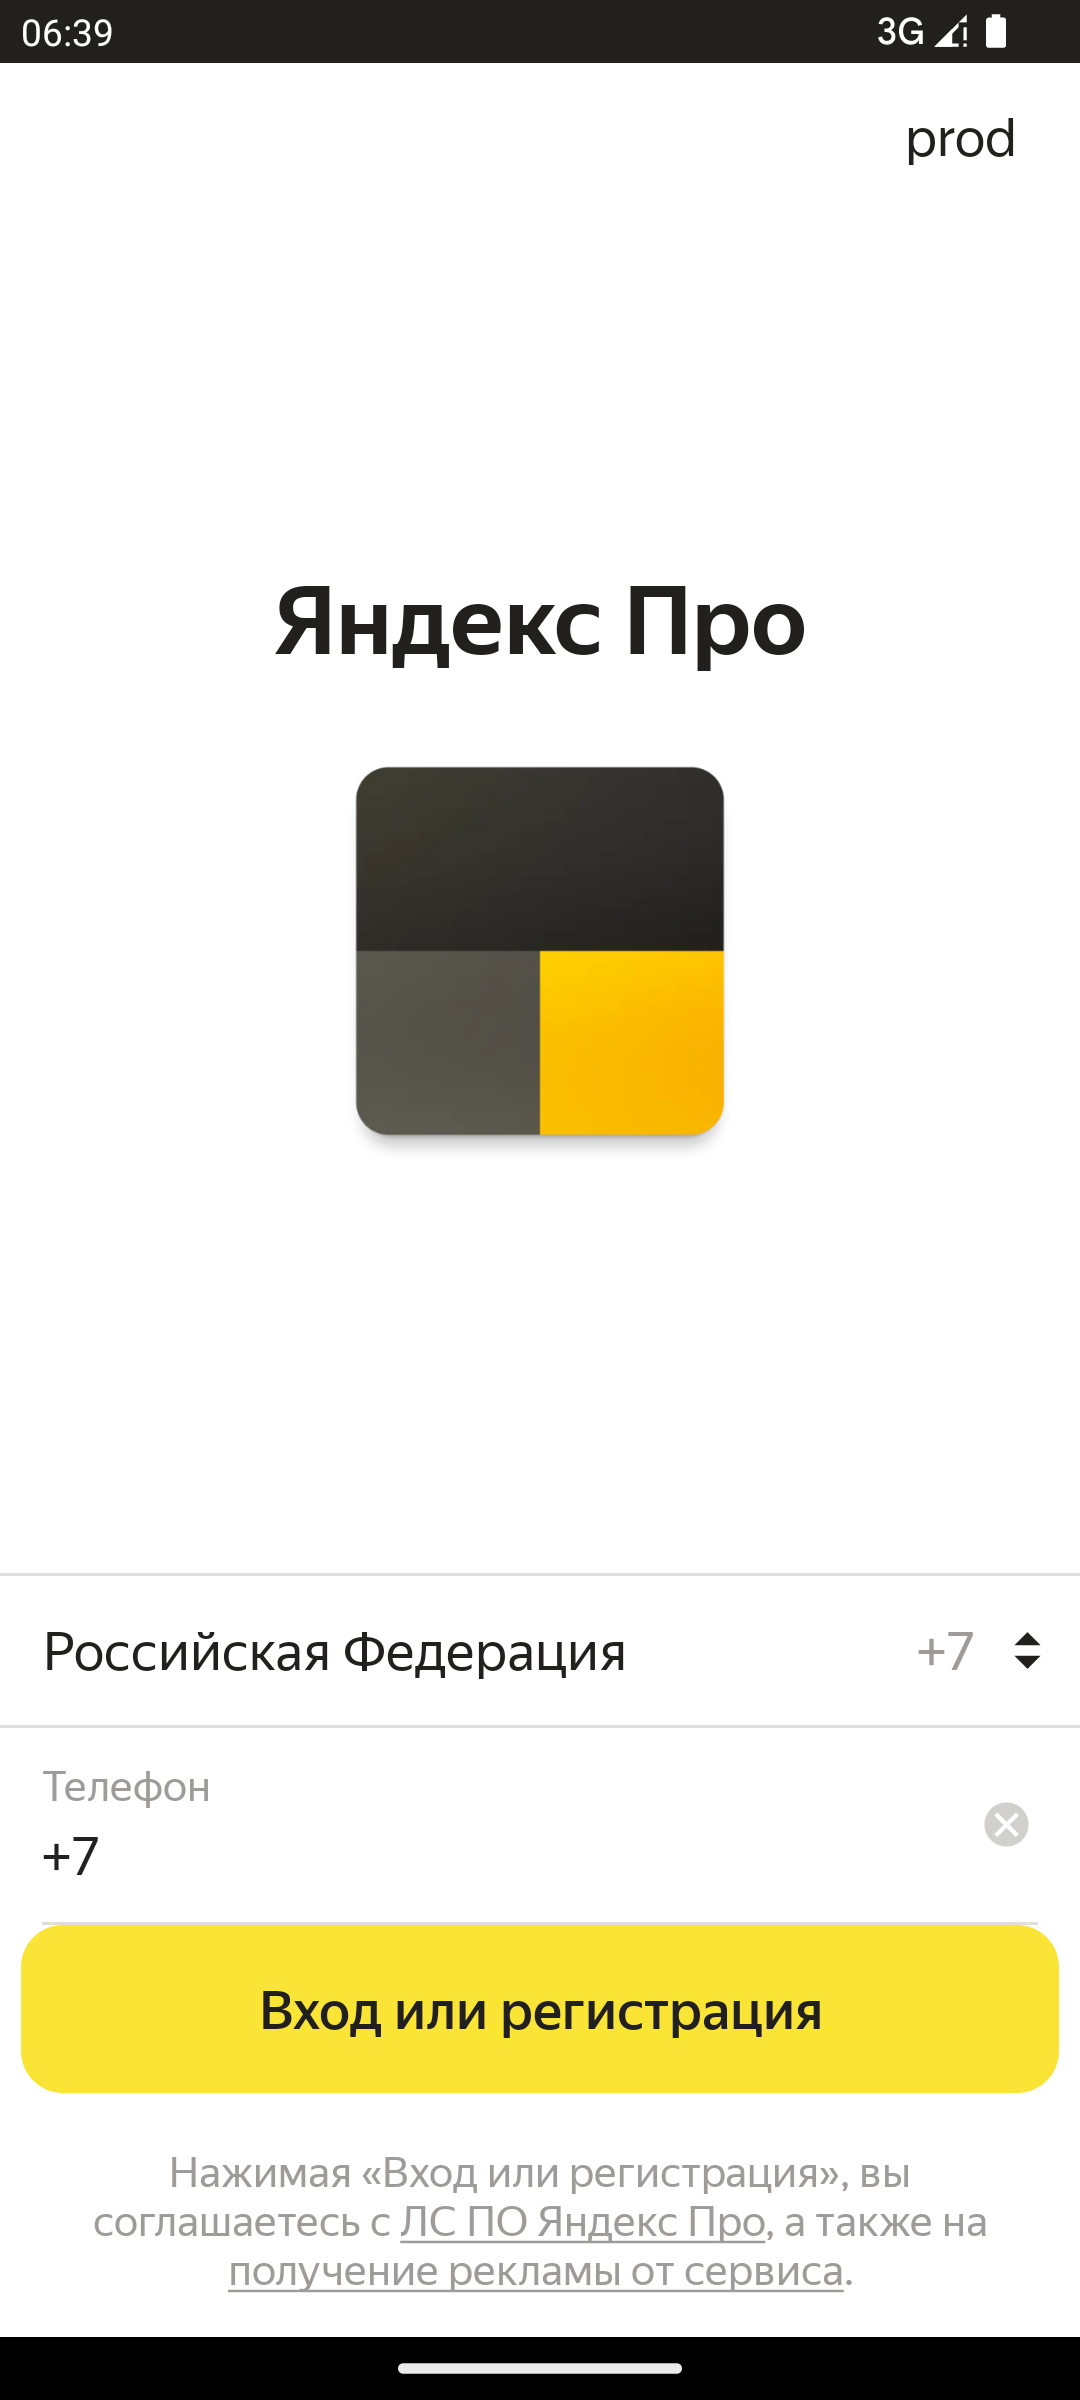 06:39
3G
prod
Яндекс Про
Российская Федерация +7
Телефон
+7
Вход или регистрация
Нажимая «Вход или регистрация», вы
соглашаетесь с ЛС ПО Яндекс Про, а также на
получение рекламы от сервиса.